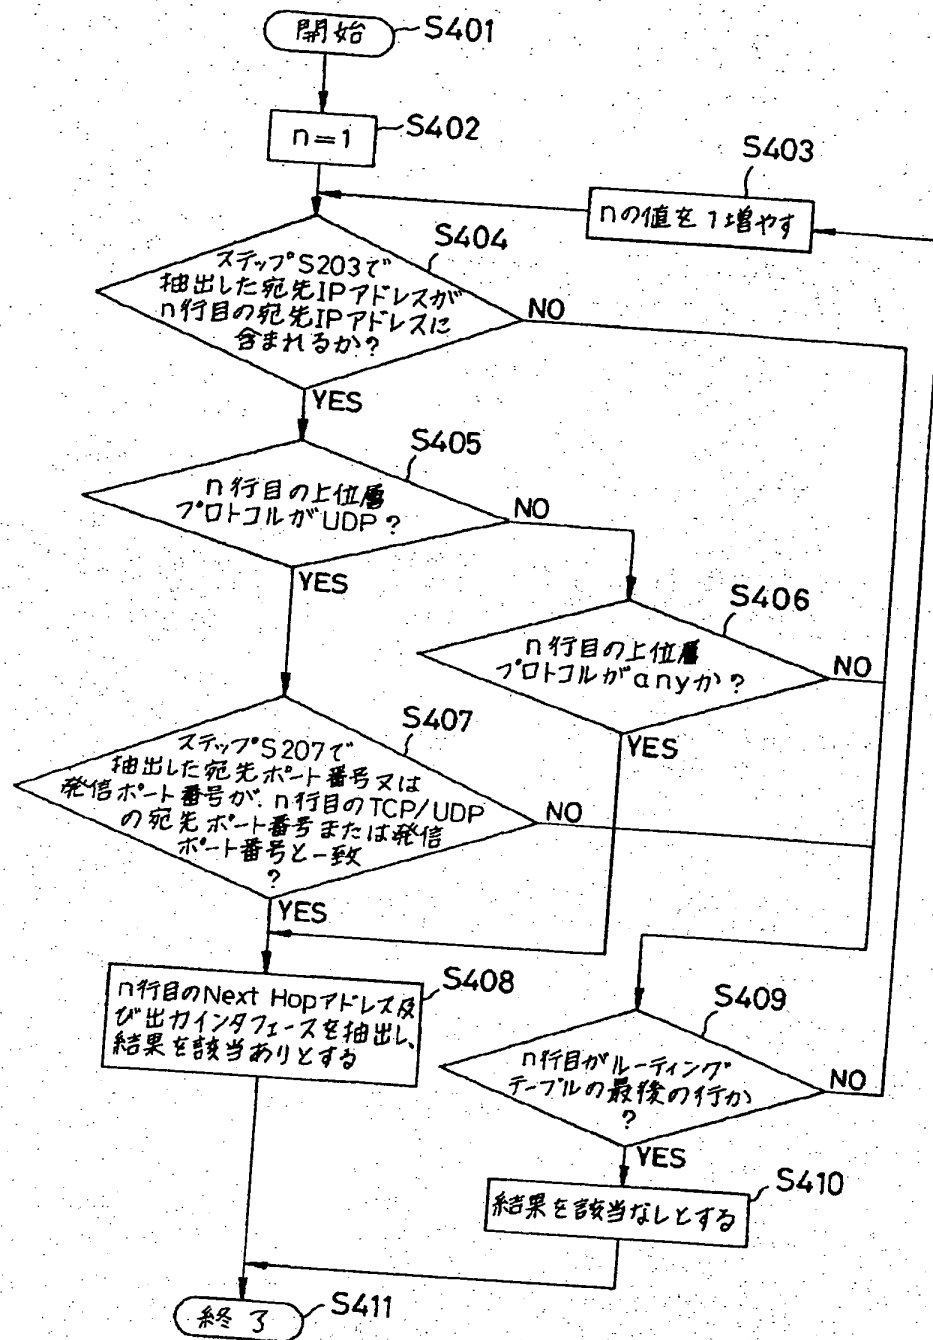 開始
S401
n=1
S402
S403
nの値を1増やす
S404
ステップS203で
抽出した宛先IPアドレスが
n行目の宛先IPアドレスに
含まれるか?
NO
YES
S405
n行目の上位層
プロトコルがUDP?
NO
YES
S406
n行目の上位層
プロトコルがanyか?
NO
YES
S407
ステップS207で
抽出した宛先ポート番号又は
発信ポート番号が、n行目のTCP/UDP
の宛先ポート番号または発信
ポート番号と一致
?
NO
YES
S408
n行目のNext Hopアドレス及
び出力インタフェースを抽出し、
結果を該当ありとする
S409
n行目がルーティング
テーブルの最後の行か
?
NO
YES
S410
結果を該当なしとする
終了
S411